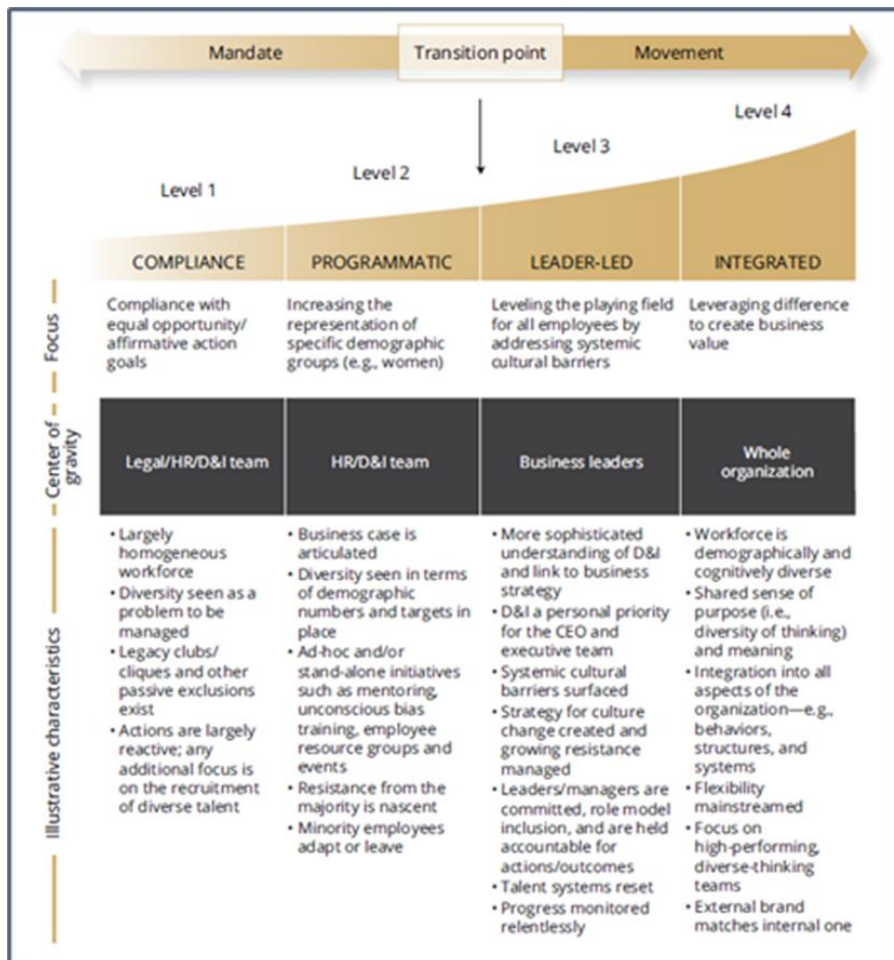 Mandate
Transition point
Movement
Level 1
Level 2
Level 3
Level 4
COMPLIANCE
PROGRAMMATIC
LEADER-LED
INTEGRATED
Focus
Compliance with
equal opportunity/
affirmative action
goals
Increasing the
representation of
specific demographic
groups (e.g., women)
Leveling the playing field
for all employees by
addressing systemic
cultural barriers
Leveraging difference
to create business
value
Center of
gravity
Legal/HR/D&I team
HR/D&I team
Business leaders
Whole
organization
Illustrative characteristics
• Largely
homogeneous
workforce
• Diversity seen as a
problem to be
managed
• Legacy clubs/
cliques and other
passive exclusions
exist
• Actions are largely
reactive; any
additional focus is
on the recruitment
of diverse talent
• Business case is
articulated
• Diversity seen in terms
of demographic
numbers and targets in
place
• Ad-hoc and/or
stand-alone initiatives
such as mentoring,
unconscious bias
training, employee
resource groups and
events
• Resistance from the
majority is nascent
• Minority employees
adapt or leave
• More sophisticated
understanding of D&I
and link to business
strategy
• D&I a personal priority
for the CEO and
executive team
• Systemic cultural
barriers surfaced
• Strategy for culture
change created and
growing resistance
managed
• Leaders/managers are
committed, role model
inclusion, and are held
accountable for
actions/outcomes
• Talent systems reset
• Progress monitored
relentlessly
• Workforce is
demographically and
cognitively diverse
• Shared sense of
purpose (i.e.,
diversity of thinking)
and meaning
• Integration into all
aspects of the
organization—e.g.,
behaviors,
structures, and
systems
• Flexibility
mainstreamed
• Focus on
high-performing,
diverse-thinking
teams
• External brand
matches internal one